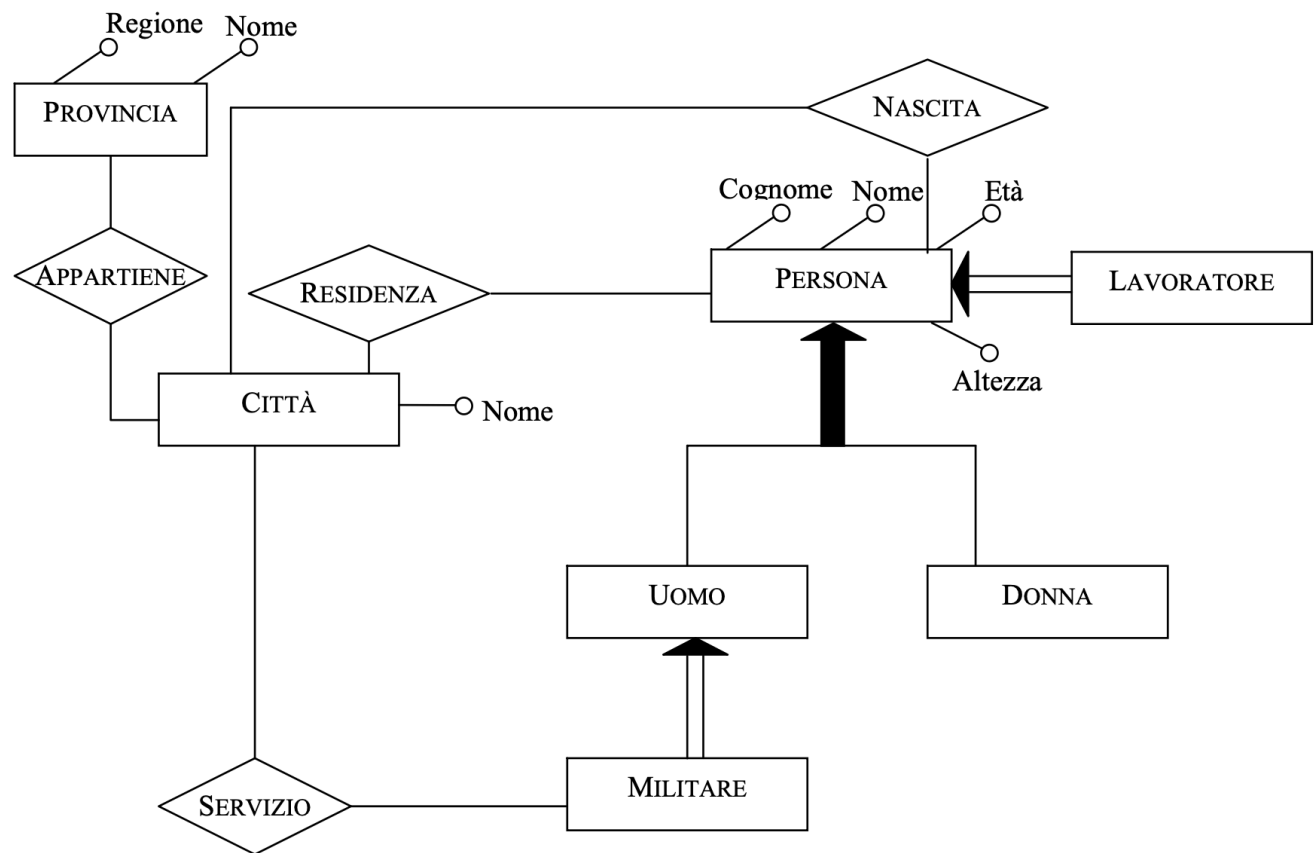 Regione
Nome
PROVINCIA
NASCITA
Cognome
Nome
Età
APPARTIENE
RESIDENZA
PERSONA
LAVORATORE
Altezza
CITTÀ
Nome
UOMO
DONNA
SERVIZIO
MILITARE